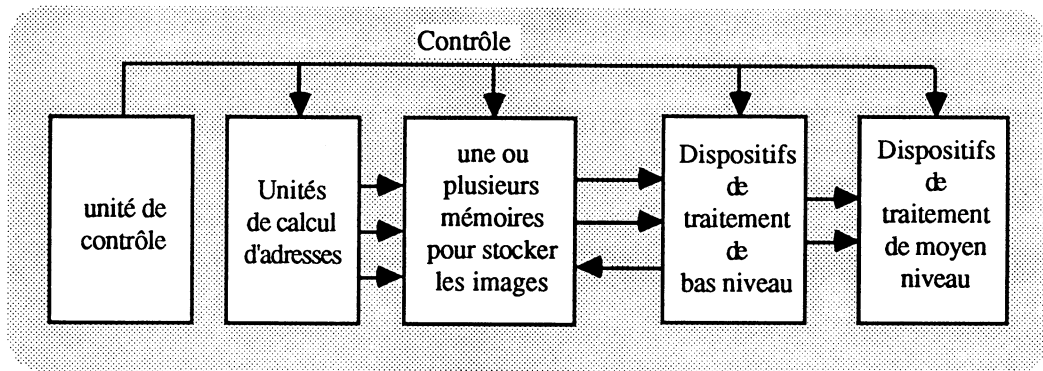 Contrôle
unité de
contrôle
Unités
de calcul
d'adresses
une ou
plusieurs
mémoires
pour stocker
les images
Dispositifs
de
traitement
de
bas niveau
Dispositifs
de
traitement
de moyen
niveau